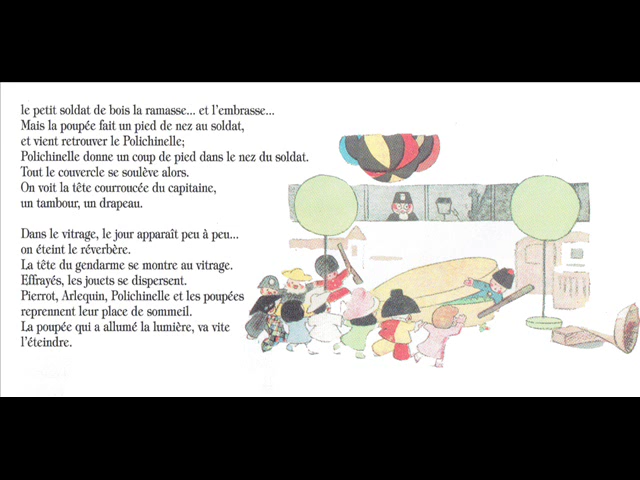 le petit soldat de bois la ramasse... et l'embrasse...
Mais la poupée fait un pied de nez au soldat,
et vient retrouver le Polichinelle;
Polichinelle donne un coup de pied dans le nez du soldat.
Tout le couvercle se soulève alors.
On voit la tête courroucée du capitaine,
un tambour, un drapeau.
Dans le vitrage, le jour apparaît peu à peu...
on éteint le réverbère.
La tête du gendarme se montre au vitrage.
Effrayés, les jouets se dispersent.
Pierrot, Arlequin, Polichinelle et les poupées
reprennent leur place de sommeil.
La poupée qui a allumé la lumière, va vite
l'éteindre.